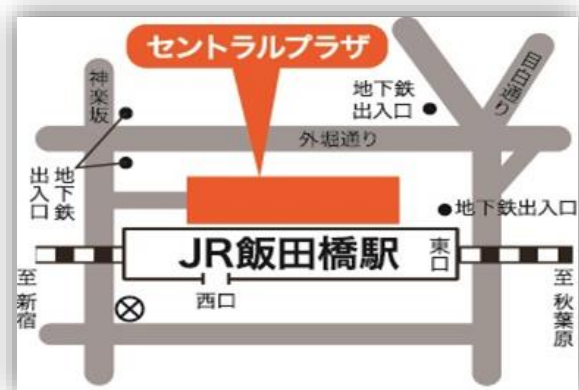 セントラルプラザ
神楽坂
地下鉄
出入口
目白通り
外堀通り
地下鉄
出入口
地下鉄出入口
JR飯田橋駅
東口
西口
至新宿
至秋葉原